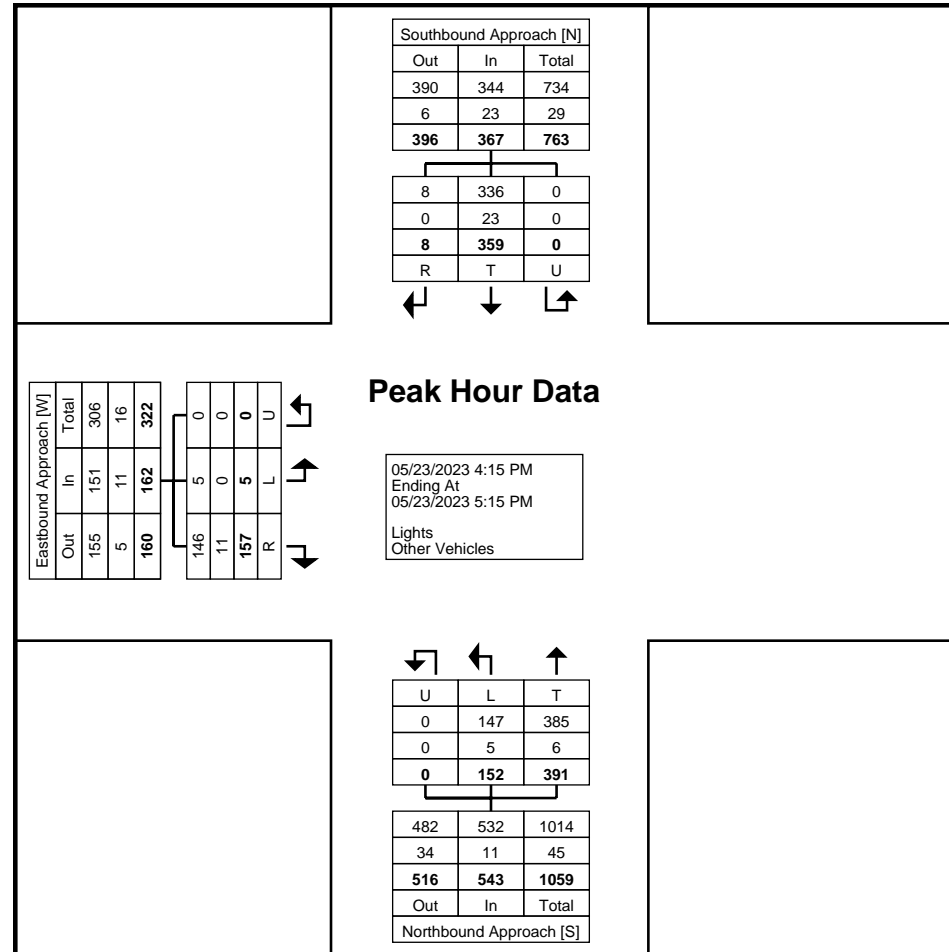 Southbound Approach [N]
Out In Total
390 344 734
6 23 29
396 367 763
8 336 0
0 23 0
8 359 0
R T U
Peak Hour Data
Eastbound Approach [W]
Out In Total
155 151 306
5 11 16
160 162 322
146 5 0
11 0 0
157 5 0
R L U
05/23/2023 4:15 PM
Ending At
05/23/2023 5:15 PM
Lights
Other Vehicles
U L T
0 147 385
0 5 6
0 152 391
482 532 1014
34 11 45
516 543 1059
Out In Total
Northbound Approach [S]